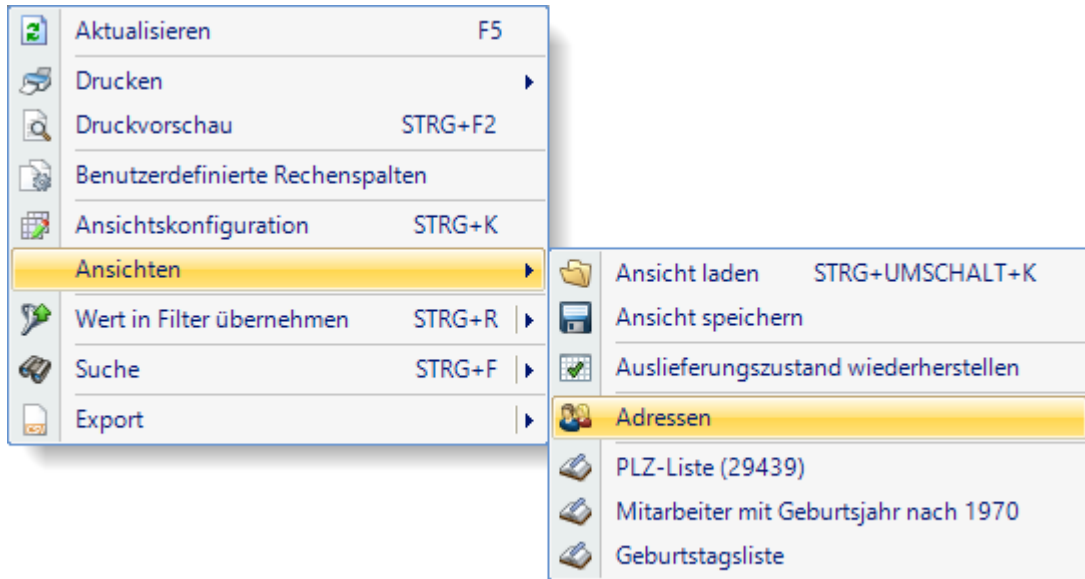 Aktualisieren F5
Drucken
Druckvorschau STRG+F2
Benutzerdefinierte Rechenspalten
Ansichtskonfiguration STRG+K
Ansichten
Wert in Filter übernehmen STRG+R
Suche STRG+F
Export
Ansicht laden STRG+UMSCHALT+K
Ansicht speichern
Auslieferungszustand wiederherstellen
Adressen
PLZ-Liste (29439)
Mitarbeiter mit Geburtsjahr nach 1970
Geburtstagsliste